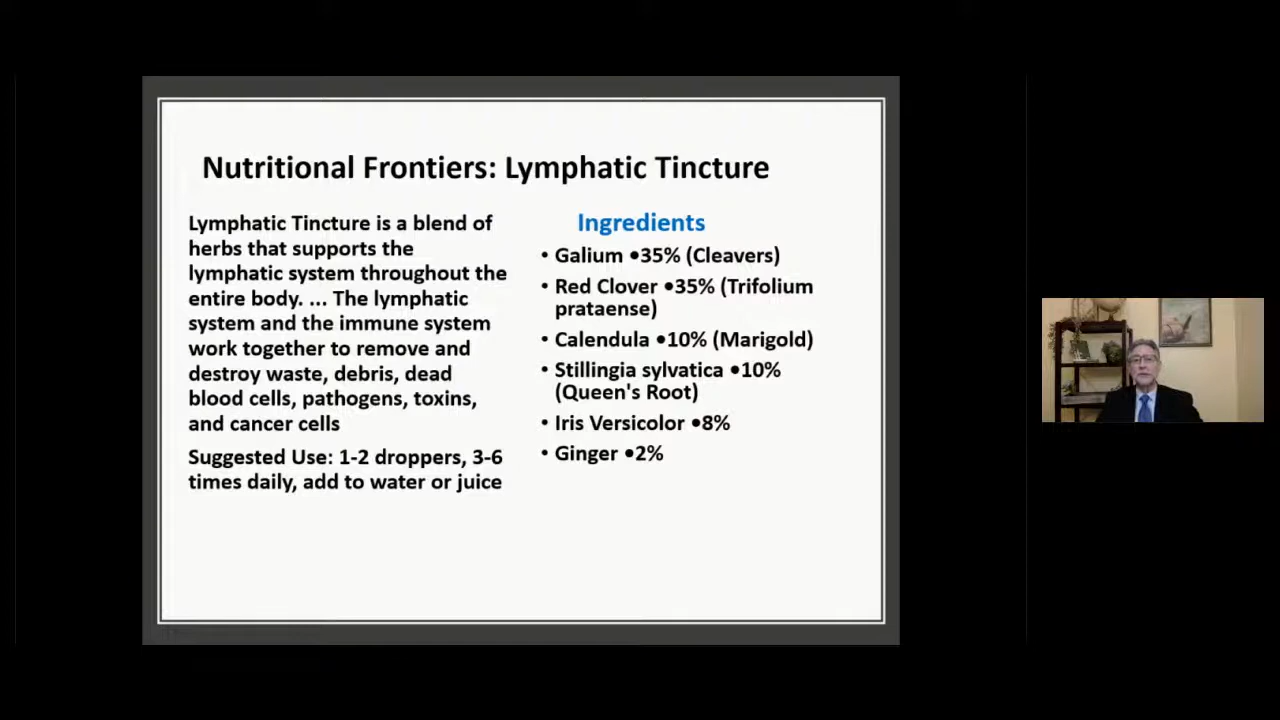 Nutritional Frontiers: Lymphatic Tincture
Lymphatic Tincture is a blend of
herbs that supports the
lymphatic system throughout the
entire body. ... The lymphatic
system and the immune system
work together to remove and
destroy waste, debris, dead
blood cells, pathogens, toxins,
and cancer cells
Suggested Use: 1-2 droppers, 3-6
times daily, add to water or juice
Ingredients
• Galium •35% (Cleavers)
• Red Clover •35% (Trifolium
prataense)
• Calendula •10% (Marigold)
• Stillingia sylvatica •10%
(Queen's Root)
• Iris Versicolor •8%
• Ginger •2%